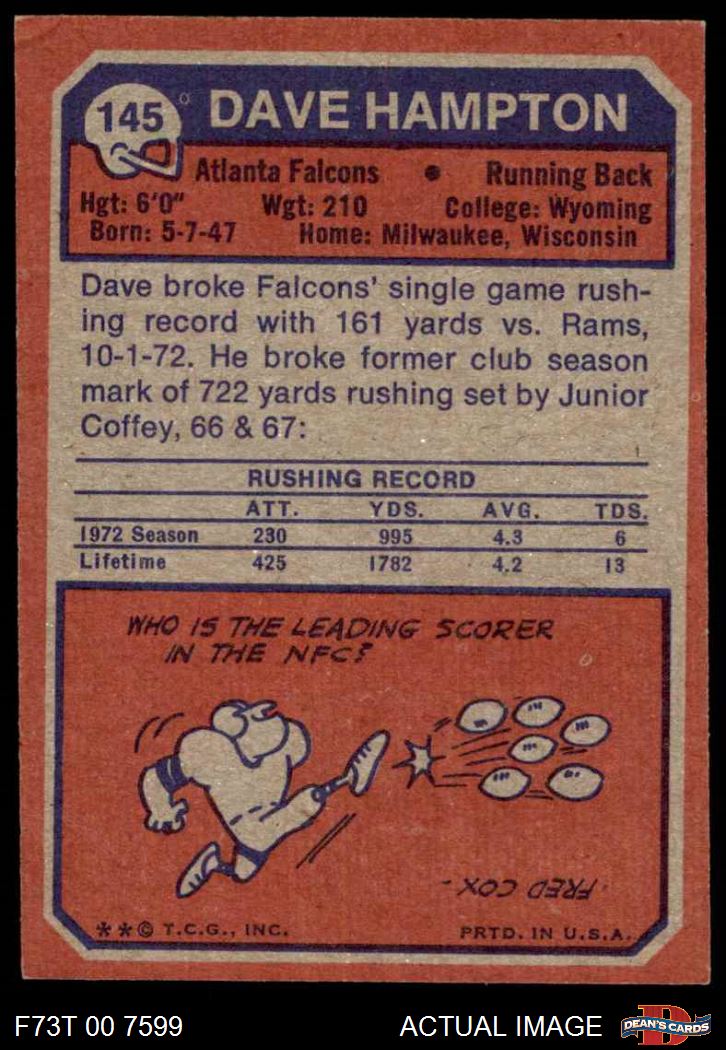 145 DAVE HAMPTON
Atlanta Falcons • Running Back
Hgt: 6'0" Wgt: 210 College: Wyoming
Born: 5-7-47 Home: Milwaukee, Wisconsin
Dave broke Falcons' single game rush-
ing record with 161 yards vs. Rams,
10-1-72. He broke former club season
mark of 722 yards rushing set by Junior
Coffey, 66 & 67:
RUSHING RECORD
ATT. YDS. AVG. TDS.
1972 Season 230 995 4.3 6
Lifetime 425 1782 4.2 13
WHO IS THE LEADING SCORER
IN THE NFC?
FRED COX
**© T.C.G., INC. PRTD. IN U.S.A.
F73T 00 7599 ACTUAL IMAGE D DEAN'S CARDS